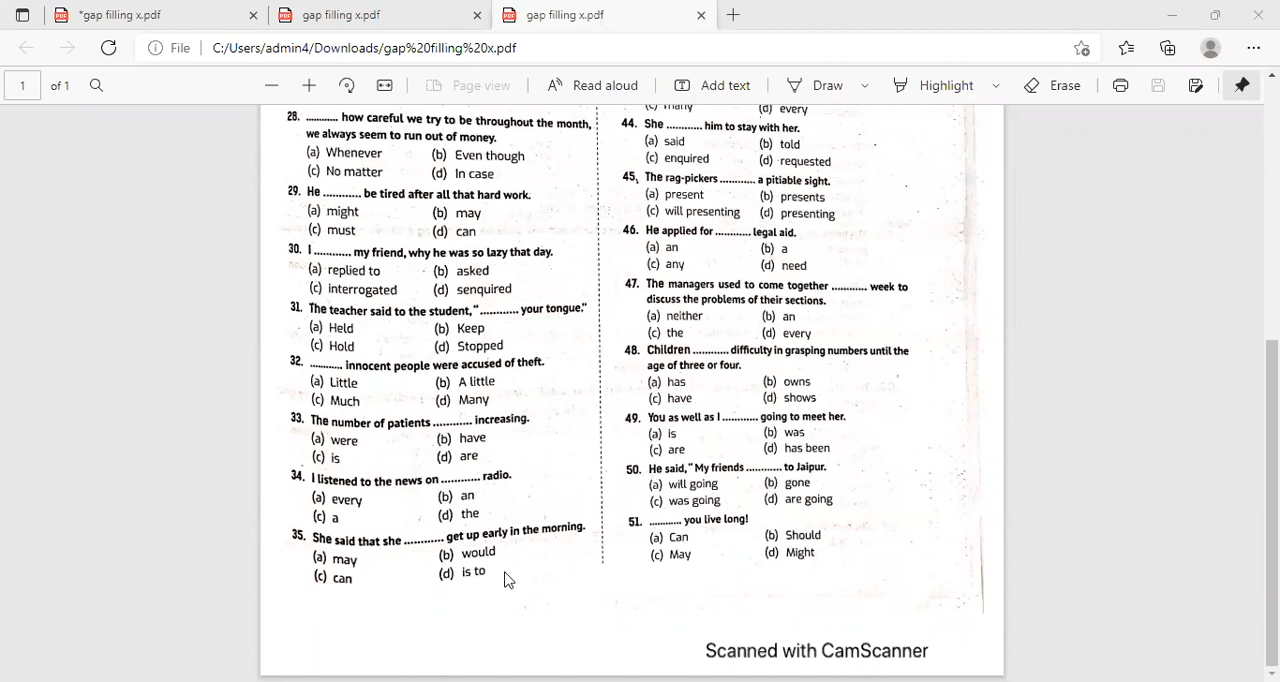 *gap filling x.pdf
gap filling x.pdf
gap filling x.pdf
File C:/Users/admin4/Downloads/gap%20filling%20x.pdf
1 of 1 Page view Read aloud Add text Draw Highlight Erase
28. ............ how careful we try to be throughout the month,
we always seem to run out of money.
(a) Whenever (b) Even though
(c) No matter (d) In case
29. He ............ be tired after all that hard work.
(a) might (b) may
(c) must (d) can
30. I ............ my friend, why he was so lazy that day.
(a) replied to (b) asked
(c) interrogated (d) senquired
31. The teacher said to the student, “............ your tongue.”
(a) Held (b) Keep
(c) Hold (d) Stopped
32. ............ innocent people were accused of theft.
(a) Little (b) A little
(c) Much (d) Many
33. The number of patients ............ increasing.
(a) were (b) have
(c) is (d) are
34. I listened to the news on ............ radio.
(a) every (b) an
(c) a (d) the
35. She said that she ............ get up early in the morning.
(a) may (b) would
(c) can (d) is to
(c) many (d) every
44. She ............ him to stay with her.
(a) said (b) told
(c) enquired (d) requested
45. The rag-pickers ............ a pitiable sight.
(a) present (b) presents
(c) will presenting (d) presenting
46. He applied for ............ legal aid.
(a) an (b) a
(c) any (d) need
47. The managers used to come together ............ week to
discuss the problems of their sections.
(a) neither (b) an
(c) the (d) every
48. Children ............ difficulty in grasping numbers until the
age of three or four.
(a) has (b) owns
(c) have (d) shows
49. You as well as I ............ going to meet her.
(a) is (b) was
(c) are (d) has been
50. He said, “My friends ............ to Jaipur.
(a) will going (b) gone
(c) was going (d) are going
51. ............ you live long!
(a) Can (b) Should
(c) May (d) Might
Scanned with CamScanner